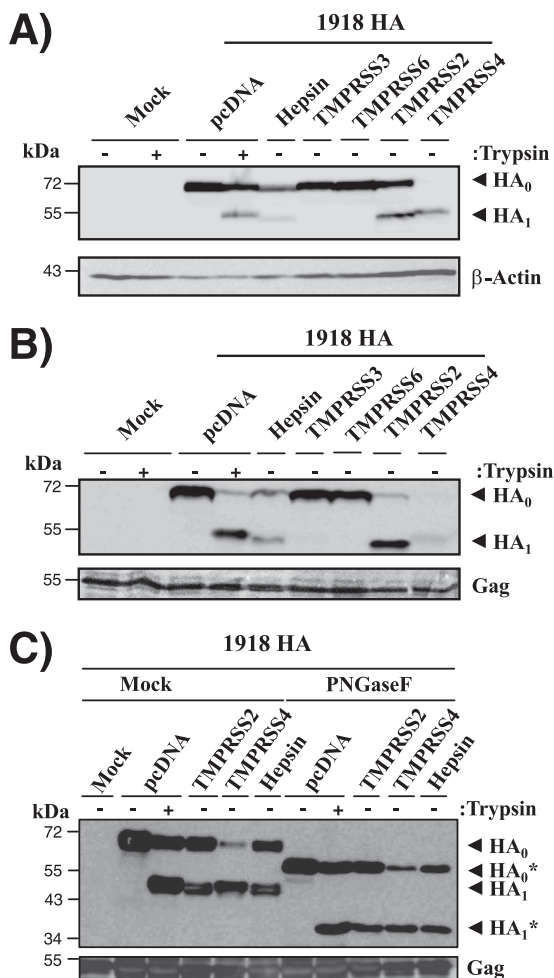 A)
1918 HA
Mock pcDNA Hepsin TMPRSS3 TMPRSS6 TMPRSS2 TMPRSS4
kDa - + - + - - - - - :Trypsin
72 ◄ HA0
55 ◄ HA1
43 β-Actin
B)
1918 HA
Mock pcDNA Hepsin TMPRSS3 TMPRSS6 TMPRSS2 TMPRSS4
kDa - + - + - - - - - :Trypsin
72 ◄ HA0
55 ◄ HA1
55 Gag
C)
1918 HA
Mock PNGaseF
Mock pcDNA TMPRSS2 TMPRSS4 Hepsin pcDNA TMPRSS2 TMPRSS4 Hepsin
kDa - - + - - - - + - - - :Trypsin
72 ◄ HA0
55 ◄ HA0*
43 ◄ HA1
34 ◄ HA1*
55 Gag